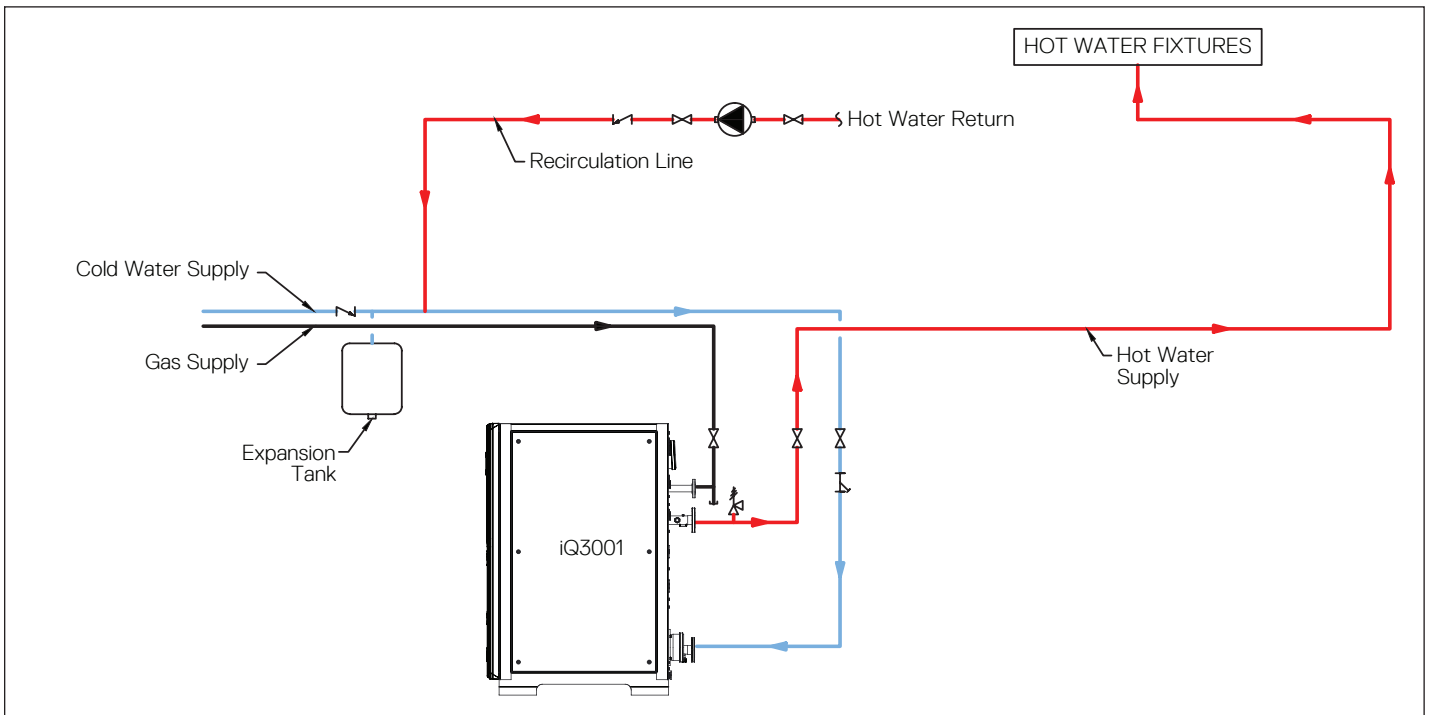 HOT WATER FIXTURES
Hot Water Return
Recirculation Line
Cold Water Supply
Gas Supply
Hot Water
Supply
Expansion
Tank
iQ3001